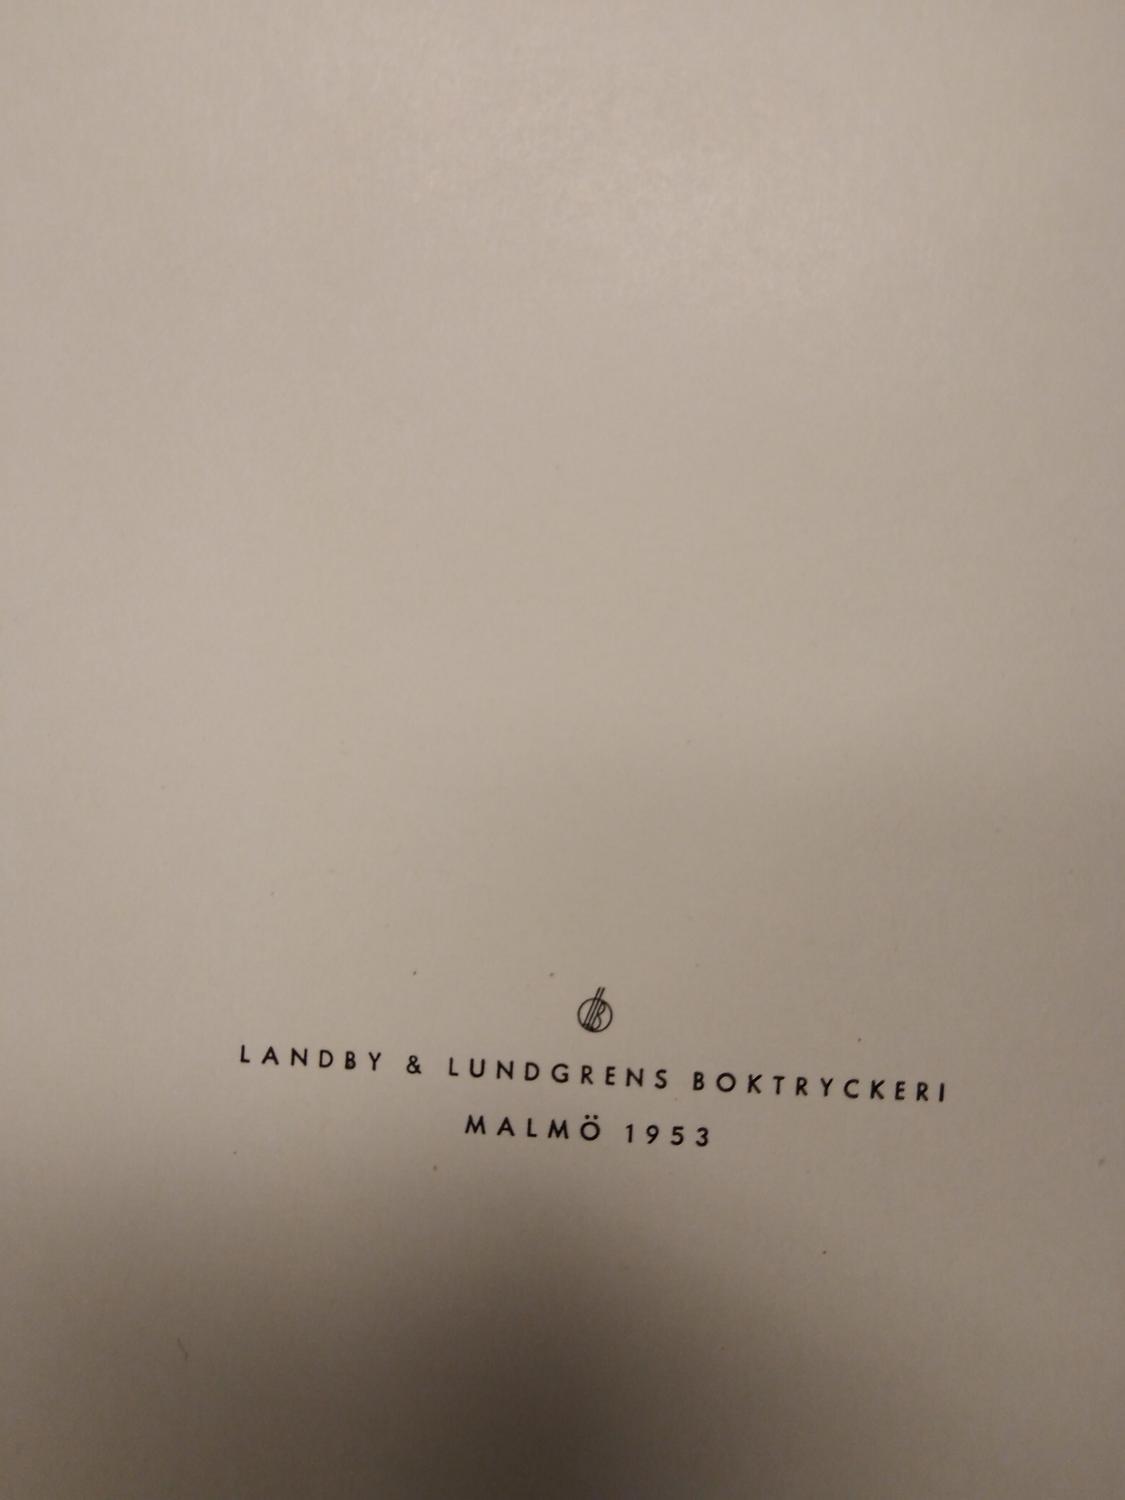 LANDBY & LUNDGRENS BOKTRYCKERI
MALMÖ 1953